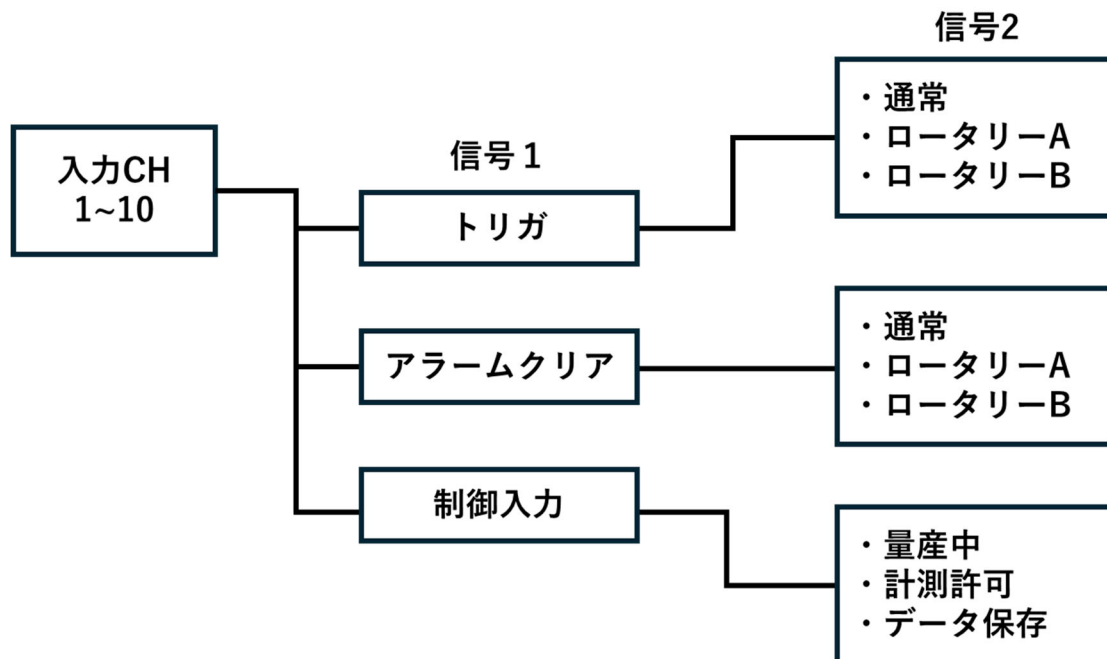 信号2
・通常
・ロータリーA
・ロータリーB
入力CH
1~10
信号１
トリガ
アラームクリア
・通常
・ロータリーA
・ロータリーB
制御入力
・量産中
・計測許可
・データ保存